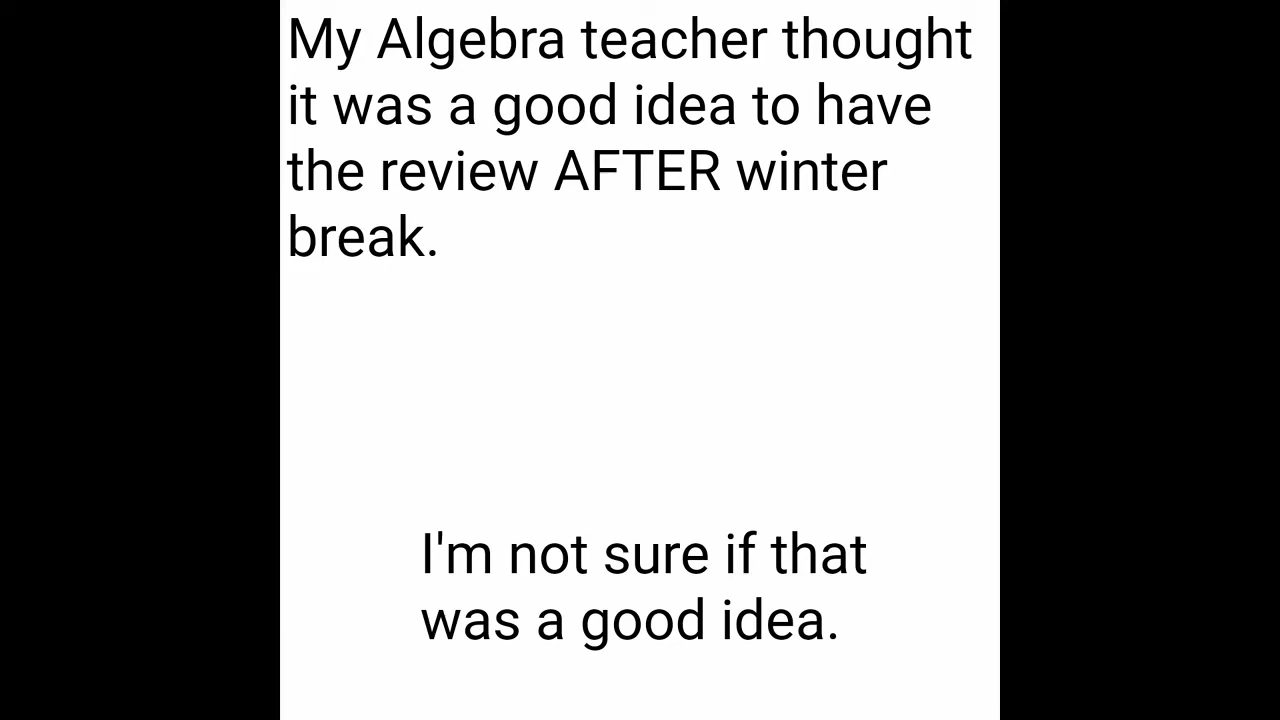 My Algebra teacher thought
it was a good idea to have
the review AFTER winter
break.
I'm not sure if that
was a good idea.